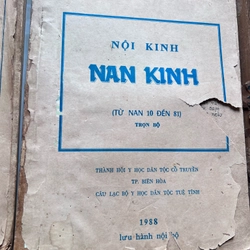 NỘI KINH
NAN KINH
(TỪ NAN 10 ĐẾN 81)
TRỌN BỘ
THÀNH HỘI Y HỌC DÂN TỘC CỔ TRUYỀN
TP. BIÊN HÒA
CÂU LẠC BỘ Y HỌC DÂN TỘC TUỆ TĨNH
1988
lưu hành nội bộ